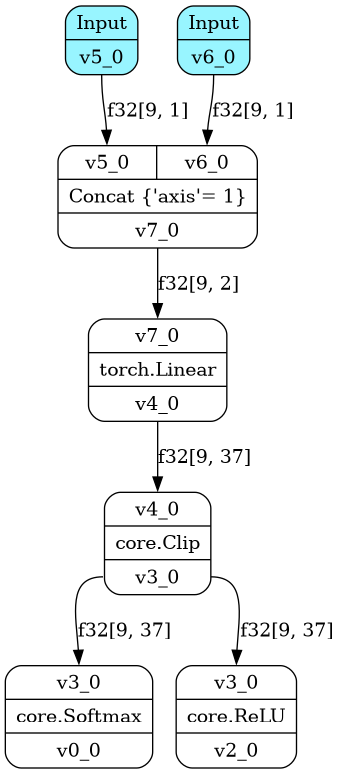 Input
v5_0
Input
v6_0
f32[9, 1]
f32[9, 1]
v5_0
v6_0
Concat {'axis'= 1}
v7_0
f32[9, 2]
v7_0
torch.Linear
v4_0
f32[9, 37]
v4_0
core.Clip
v3_0
f32[9, 37]
f32[9, 37]
v3_0
core.Softmax
v0_0
v3_0
core.ReLU
v2_0